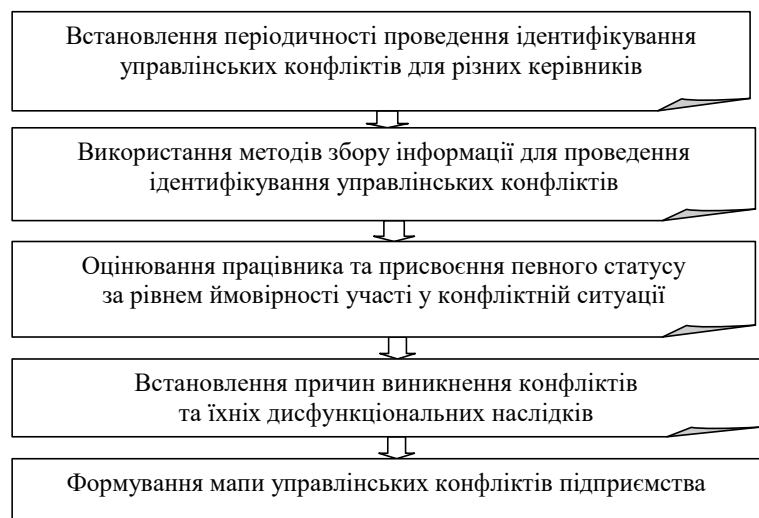 Встановлення періодичності проведення ідентифікування
управлінських конфліктів для різних керівників
Використання методів збору інформації для проведення
ідентифікування управлінських конфліктів
Оцінювання працівника та присвоєння певного статусу
за рівнем ймовірності участі у конфліктній ситуації
Встановлення причин виникнення конфліктів
та їхніх дисфункціональних наслідків
Формування мапи управлінських конфліктів підприємства